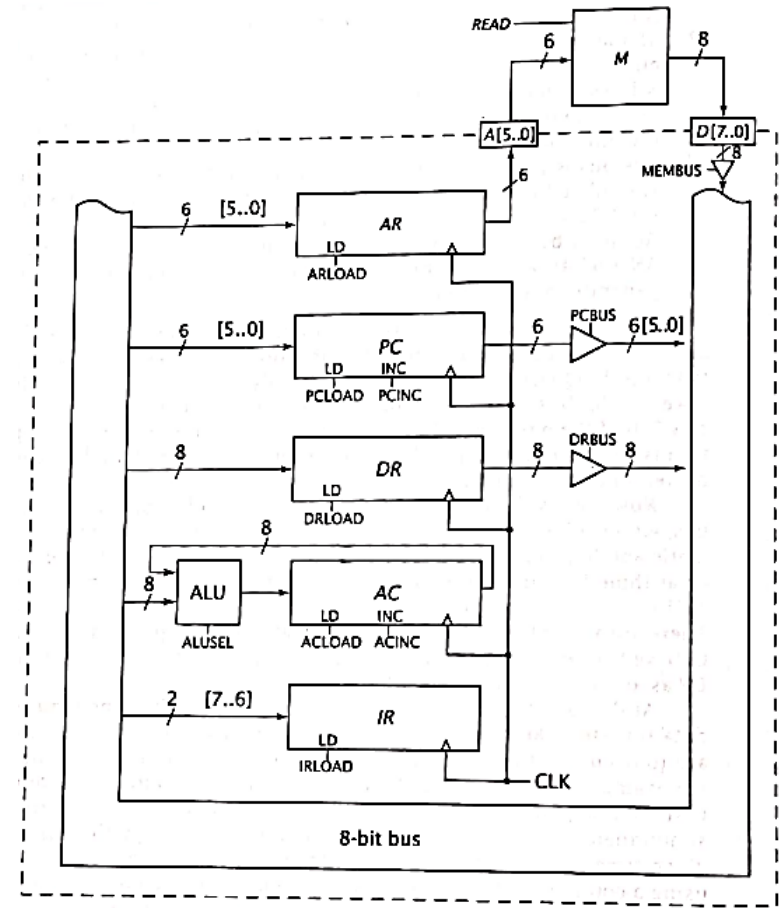 READ
6
M
8
A[5..0]
D[7..0]
6
8
MEMBUS
6 [5..0]
AR
LD
ARLOAD
6 [5..0]
PC
6
PCBUS
6[5..0]
LD INC
PCLOAD PCINC
8
DR
8
DRBUS
8
LD
DRLOAD
8
8
ALU
AC
LD INC
ALUSEL
ACLOAD ACINC
2 [7..6]
IR
LD
IRLOAD
CLK
8-bit bus